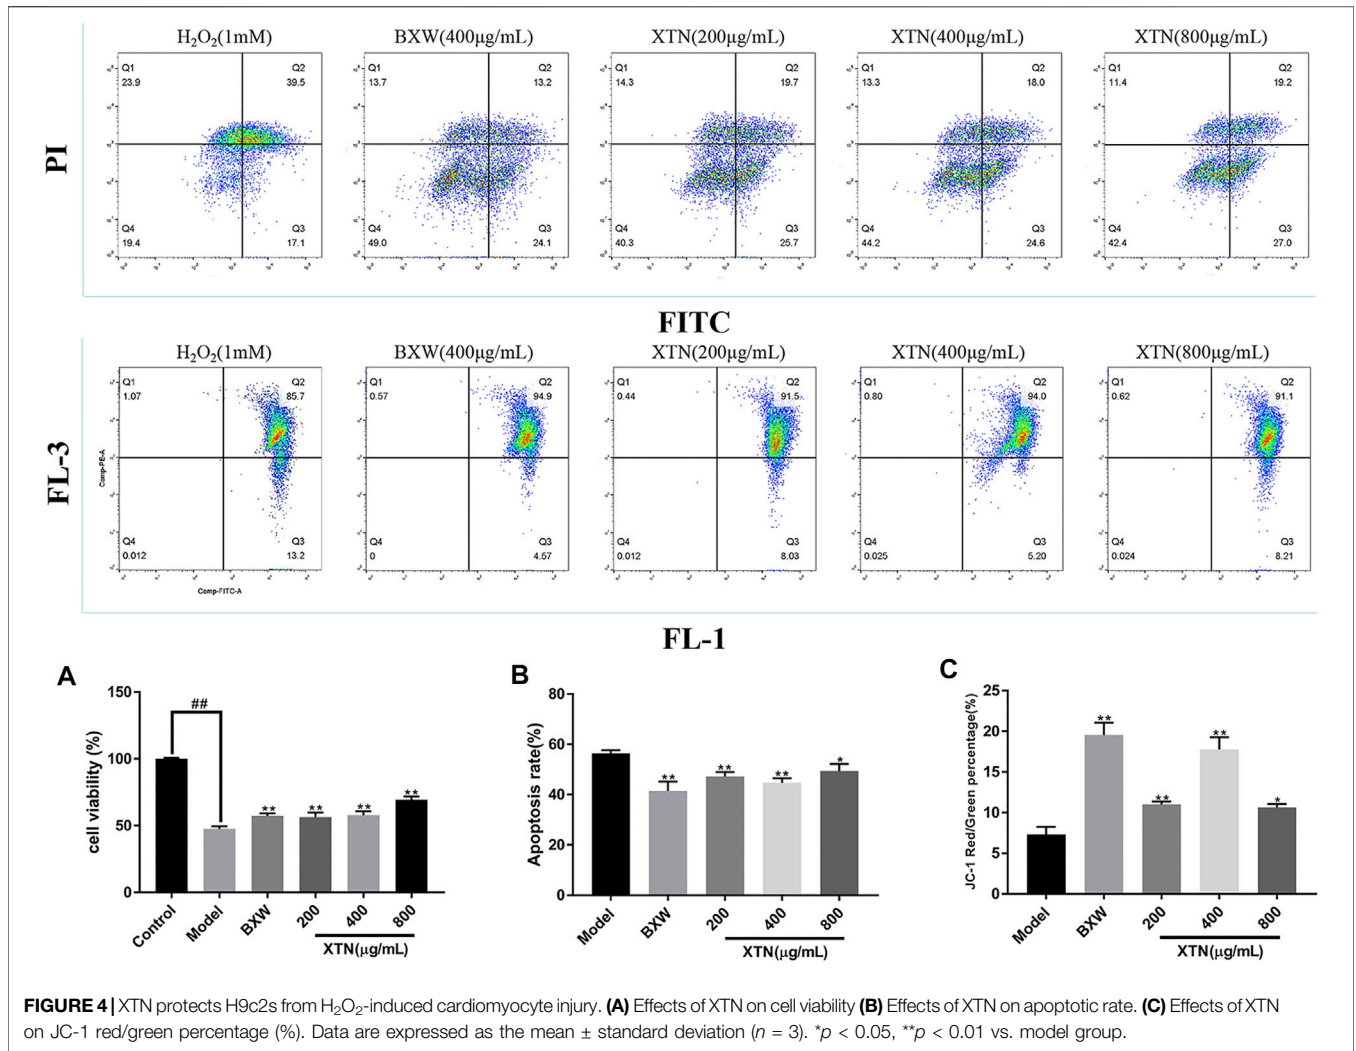 H₂O₂(1mM) BXW(400μg/mL) XTN(200μg/mL) XTN(400μg/mL) XTN(800μg/mL)
Q1 Q2 Q1 Q2 Q1 Q2 Q1 Q2 Q1 Q2
23.9 39.5 13.7 13.2 14.3 19.7 13.3 18.0 11.4 19.2
PI
Q4 Q3 Q4 Q3 Q4 Q3 Q4 Q3 Q4 Q3
19.4 17.1 49.0 24.1 40.3 25.7 44.2 24.6 42.4 27.0
FITC
H₂O₂(1mM) BXW(400μg/mL) XTN(200μg/mL) XTN(400μg/mL) XTN(800μg/mL)
Q1 Q2 Q1 Q2 Q1 Q2 Q1 Q2 Q1 Q2
1.07 85.7 0.57 94.9 0.44 91.5 0.80 94.0 0.62 91.1
FL-3
Comp-PE-A
Q4 Q3 Q4 Q3 Q4 Q3 Q4 Q3 Q4 Q3
0.012 13.2 0 4.57 0.012 8.03 0.025 5.20 0.024 8.21
Comp-FITC-A
FL-1
A
cell viability (%)
150
100
50
0
##
** ** ** **
Control Model BXW 200 400 800
XTN(μg/mL)
B
Apoptosis rate(%)
80
60
40
20
0
** ** ** *
Model BXW 200 400 800
XTN(μg/mL)
C
JC-1 Red/Green percentage(%)
25
20
15
10
5
0
** ** ** *
Model BXW 200 400 800
XTN(μg/mL)
FIGURE 4 | XTN protects H9c2s from H₂O₂-induced cardiomyocyte injury. (A) Effects of XTN on cell viability (B) Effects of XTN on apoptotic rate. (C) Effects of XTN
on JC-1 red/green percentage (%). Data are expressed as the mean ± standard deviation (n = 3). *p < 0.05, **p < 0.01 vs. model group.